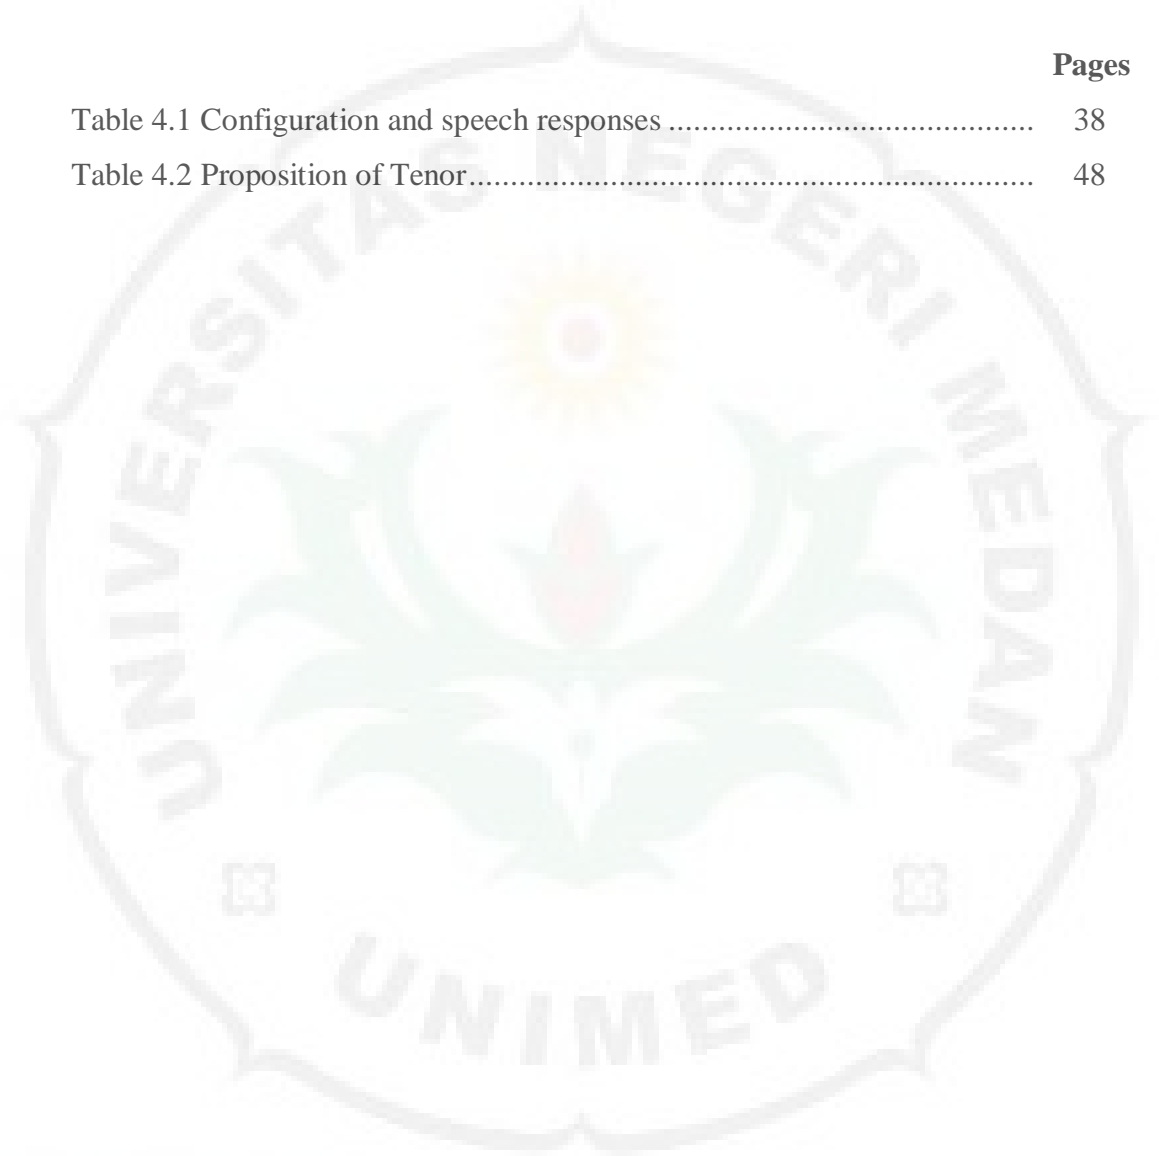 Pages
Table 4.1 Configuration and speech responses ............................................ 38
Table 4.2 Proposition of Tenor.................................................................... 48
UNIVERSITAS NEGERI MEDAN
UNIMED